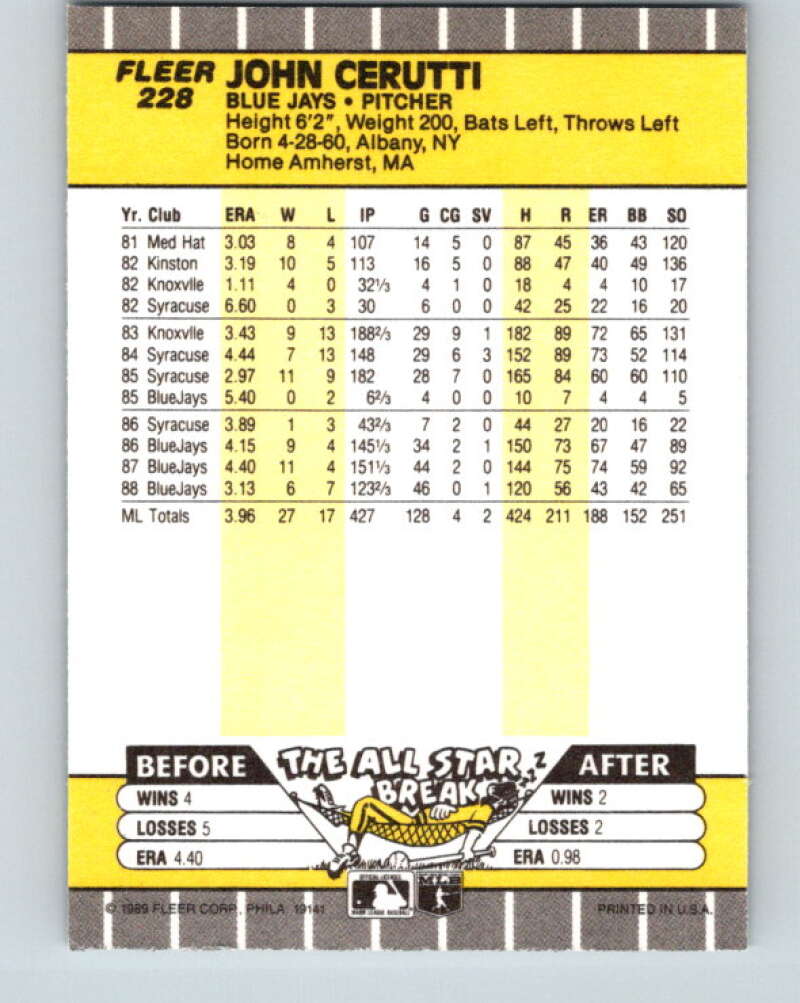 FLEER JOHN CERUTTI
228 BLUE JAYS • PITCHER
Height 6'2", Weight 200, Bats Left, Throws Left
Born 4-28-60, Albany, NY
Home Amherst, MA
Yr. Club ERA W L IP G CG SV H R ER BB SO
81 Med Hat 3.03 8 4 107 14 5 0 87 45 36 43 120
82 Kinston 3.19 10 5 113 16 5 0 88 47 40 49 136
82 Knoxvlle 1.11 4 0 32⅓ 4 1 0 18 4 4 10 17
82 Syracuse 6.60 0 3 30 6 0 0 42 25 22 16 20
83 Knoxvlle 3.43 9 13 188⅔ 29 9 1 182 89 72 65 131
84 Syracuse 4.44 7 13 148 29 6 3 152 89 73 52 114
85 Syracuse 2.97 11 9 182 28 7 0 165 84 60 60 110
85 BlueJays 5.40 0 2 6⅔ 4 0 0 10 7 4 4 5
86 Syracuse 3.89 1 3 43⅔ 7 2 0 44 27 20 16 22
86 BlueJays 4.15 9 4 145⅓ 34 2 1 150 73 67 47 89
87 BlueJays 4.40 11 4 151⅓ 44 2 0 144 75 74 59 92
88 BlueJays 3.13 6 7 123⅔ 46 0 1 120 56 43 42 65
ML Totals 3.96 27 17 427 128 4 2 424 211 188 152 251
BEFORE THE ALL STAR BREAK ZZZ AFTER
WINS 4 WINS 2
LOSSES 5 LOSSES 2
ERA 4.40 ERA 0.98
OFFICIAL LICENSEE
MAJOR LEAGUE BASEBALL
MLB
© 1989 FLEER CORP., PHILA. 19141 PRINTED IN U.S.A.